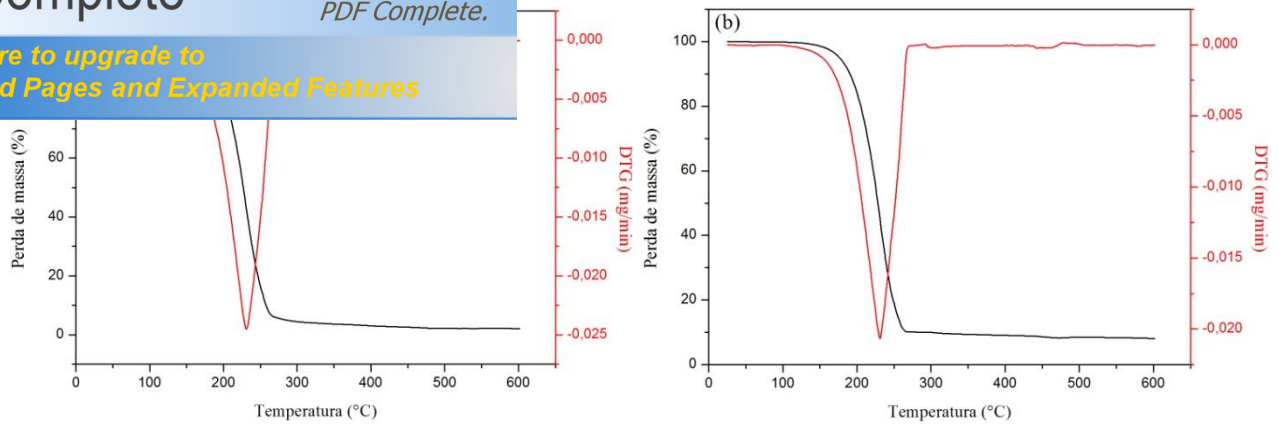 omplete
PDF Complete.
re to upgrade to
d Pages and Expanded Features
60
40
20
0
Perda de massa (%)
0 100 200 300 400 500 600
Temperatura (°C)
0,000
-0,005
-0,010
-0,015
-0,020
-0,025
DTG (mg/min)
(b)
100
80
60
40
20
0
Perda de massa (%)
0 100 200 300 400 500 600
Temperatura (°C)
0,000
-0,005
-0,010
-0,015
-0,020
DTG (mg/min)